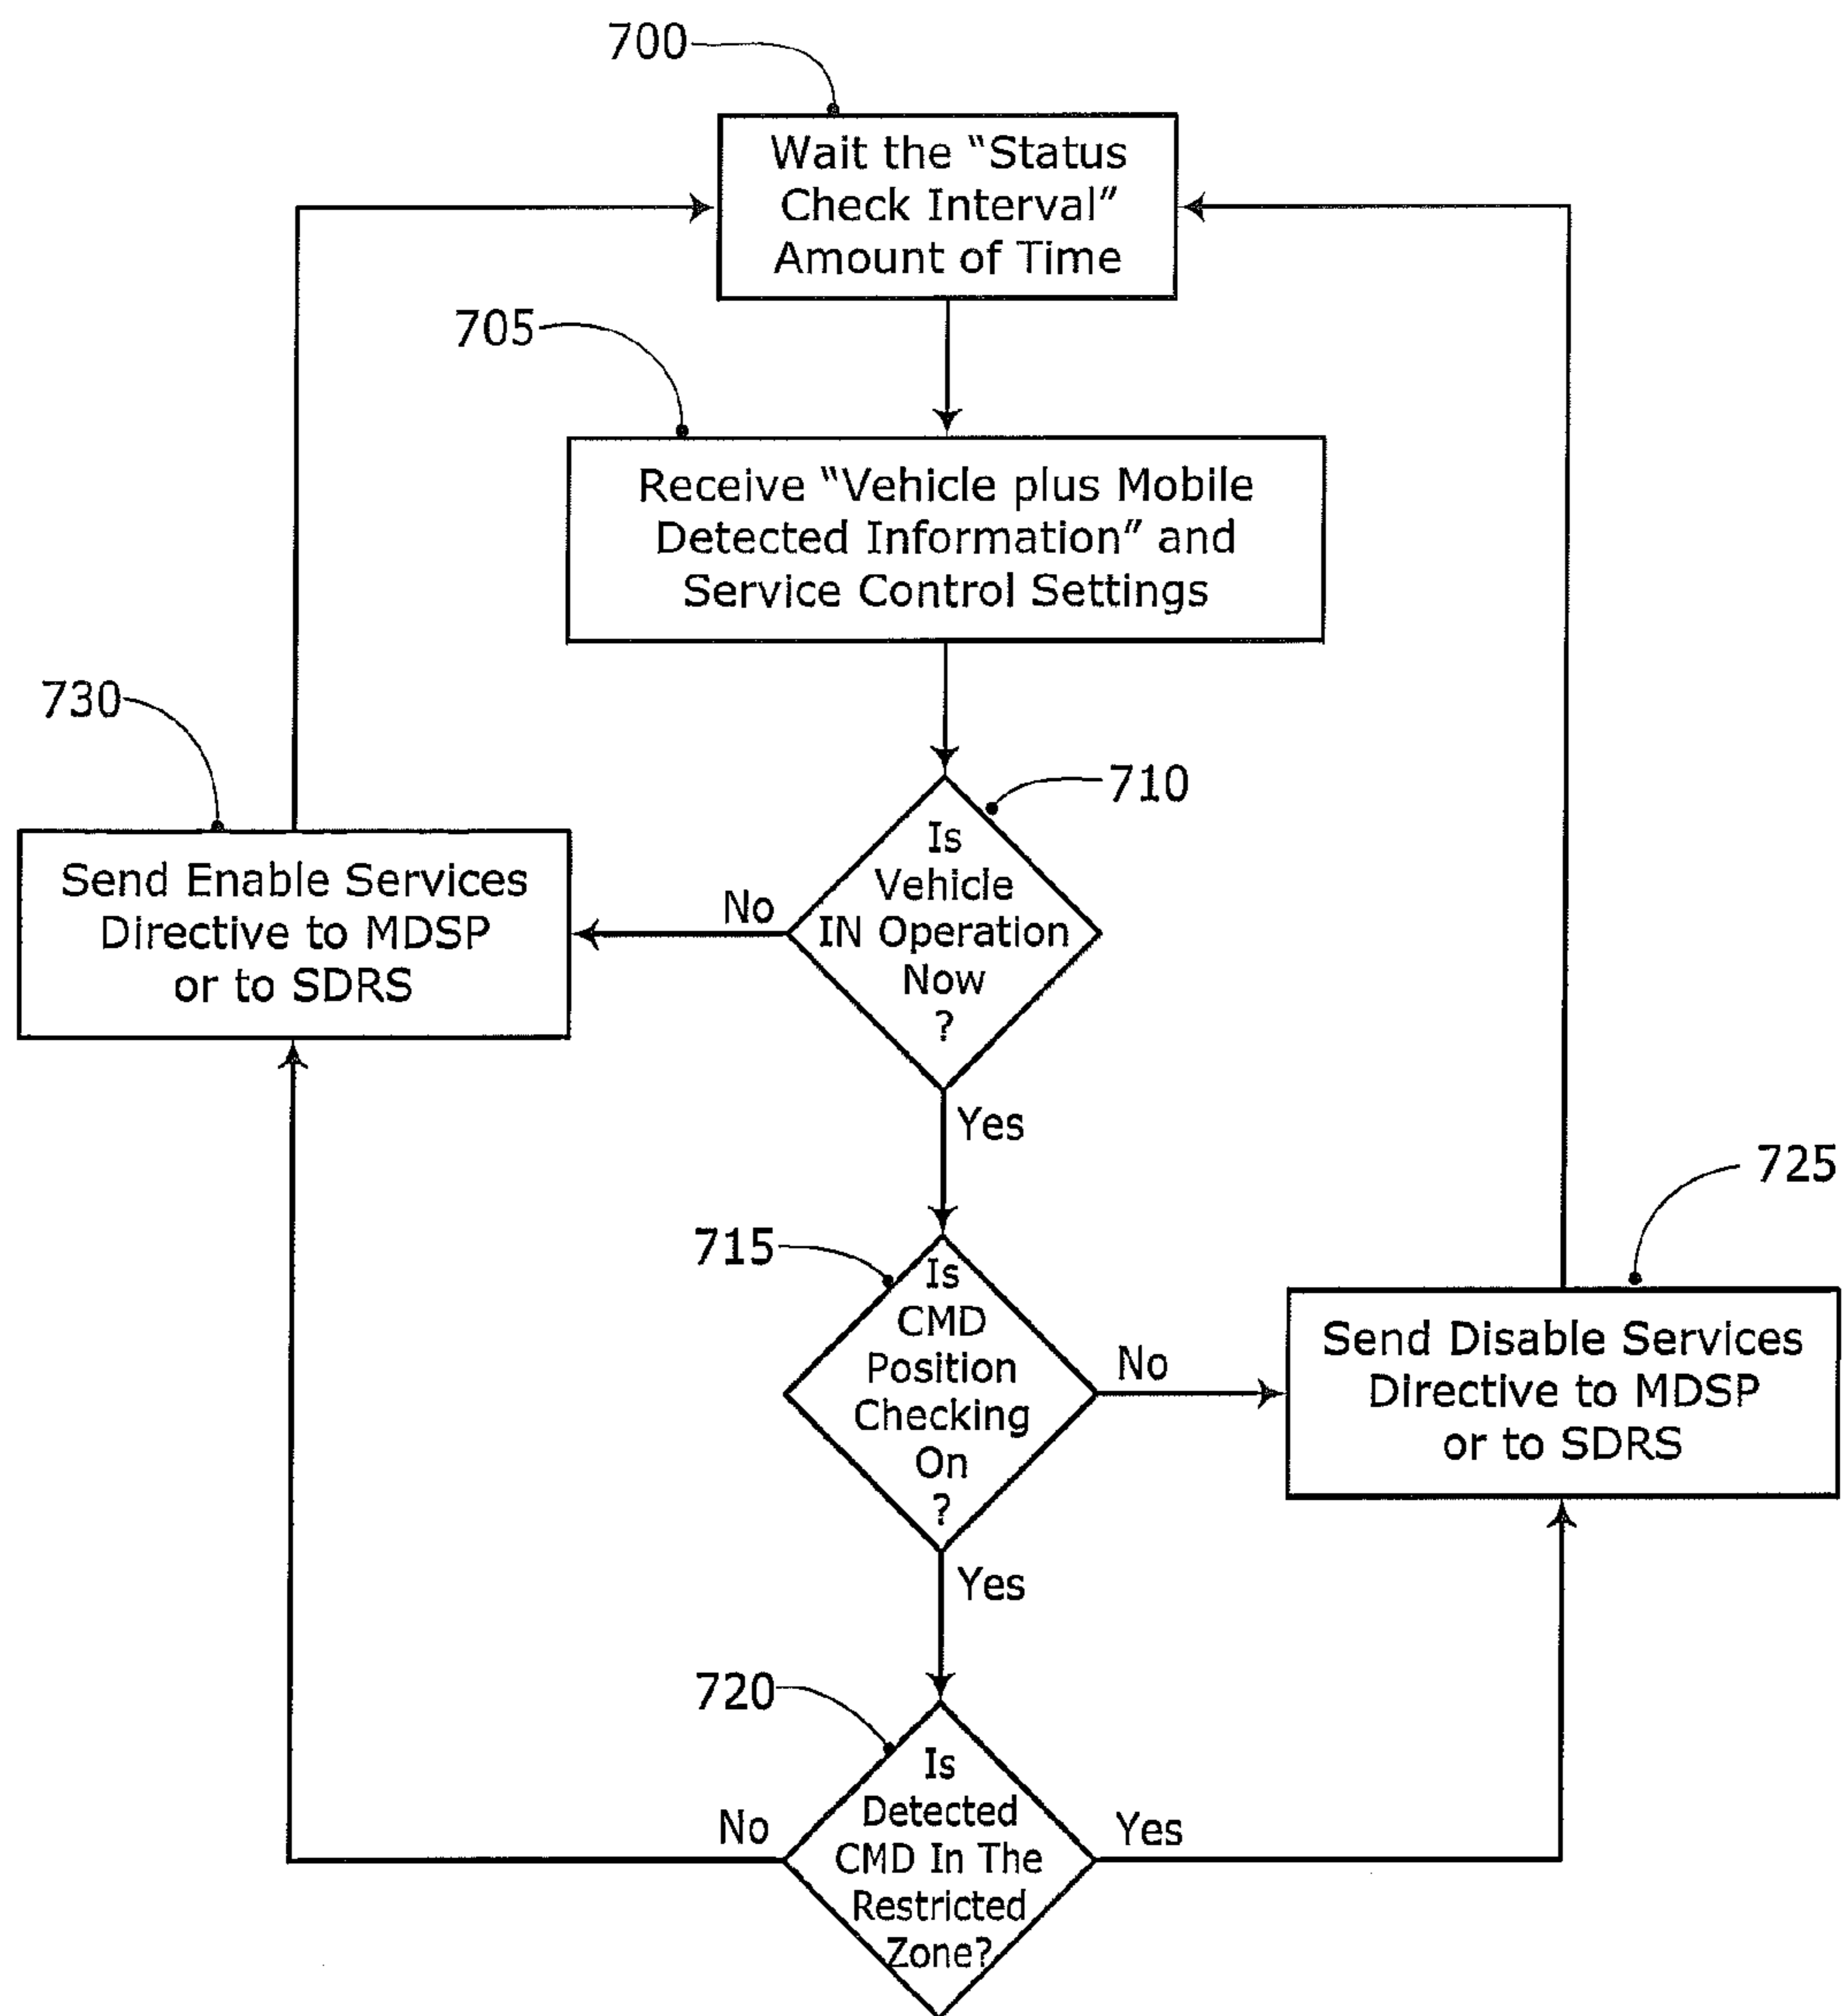 700
Wait the “Status
Check Interval”
Amount of Time
705
Receive “Vehicle plus Mobile
Detected Information” and
Service Control Settings
730
Send Enable Services
Directive to MDSP
or to SDRS
No
710
Is
Vehicle
IN Operation
Now
?
Yes
715
Is
CMD
Position
Checking
On
?
No
725
Send Disable Services
Directive to MDSP
or to SDRS
Yes
720
No
Is
Detected
CMD In The
Restricted
Zone?
Yes